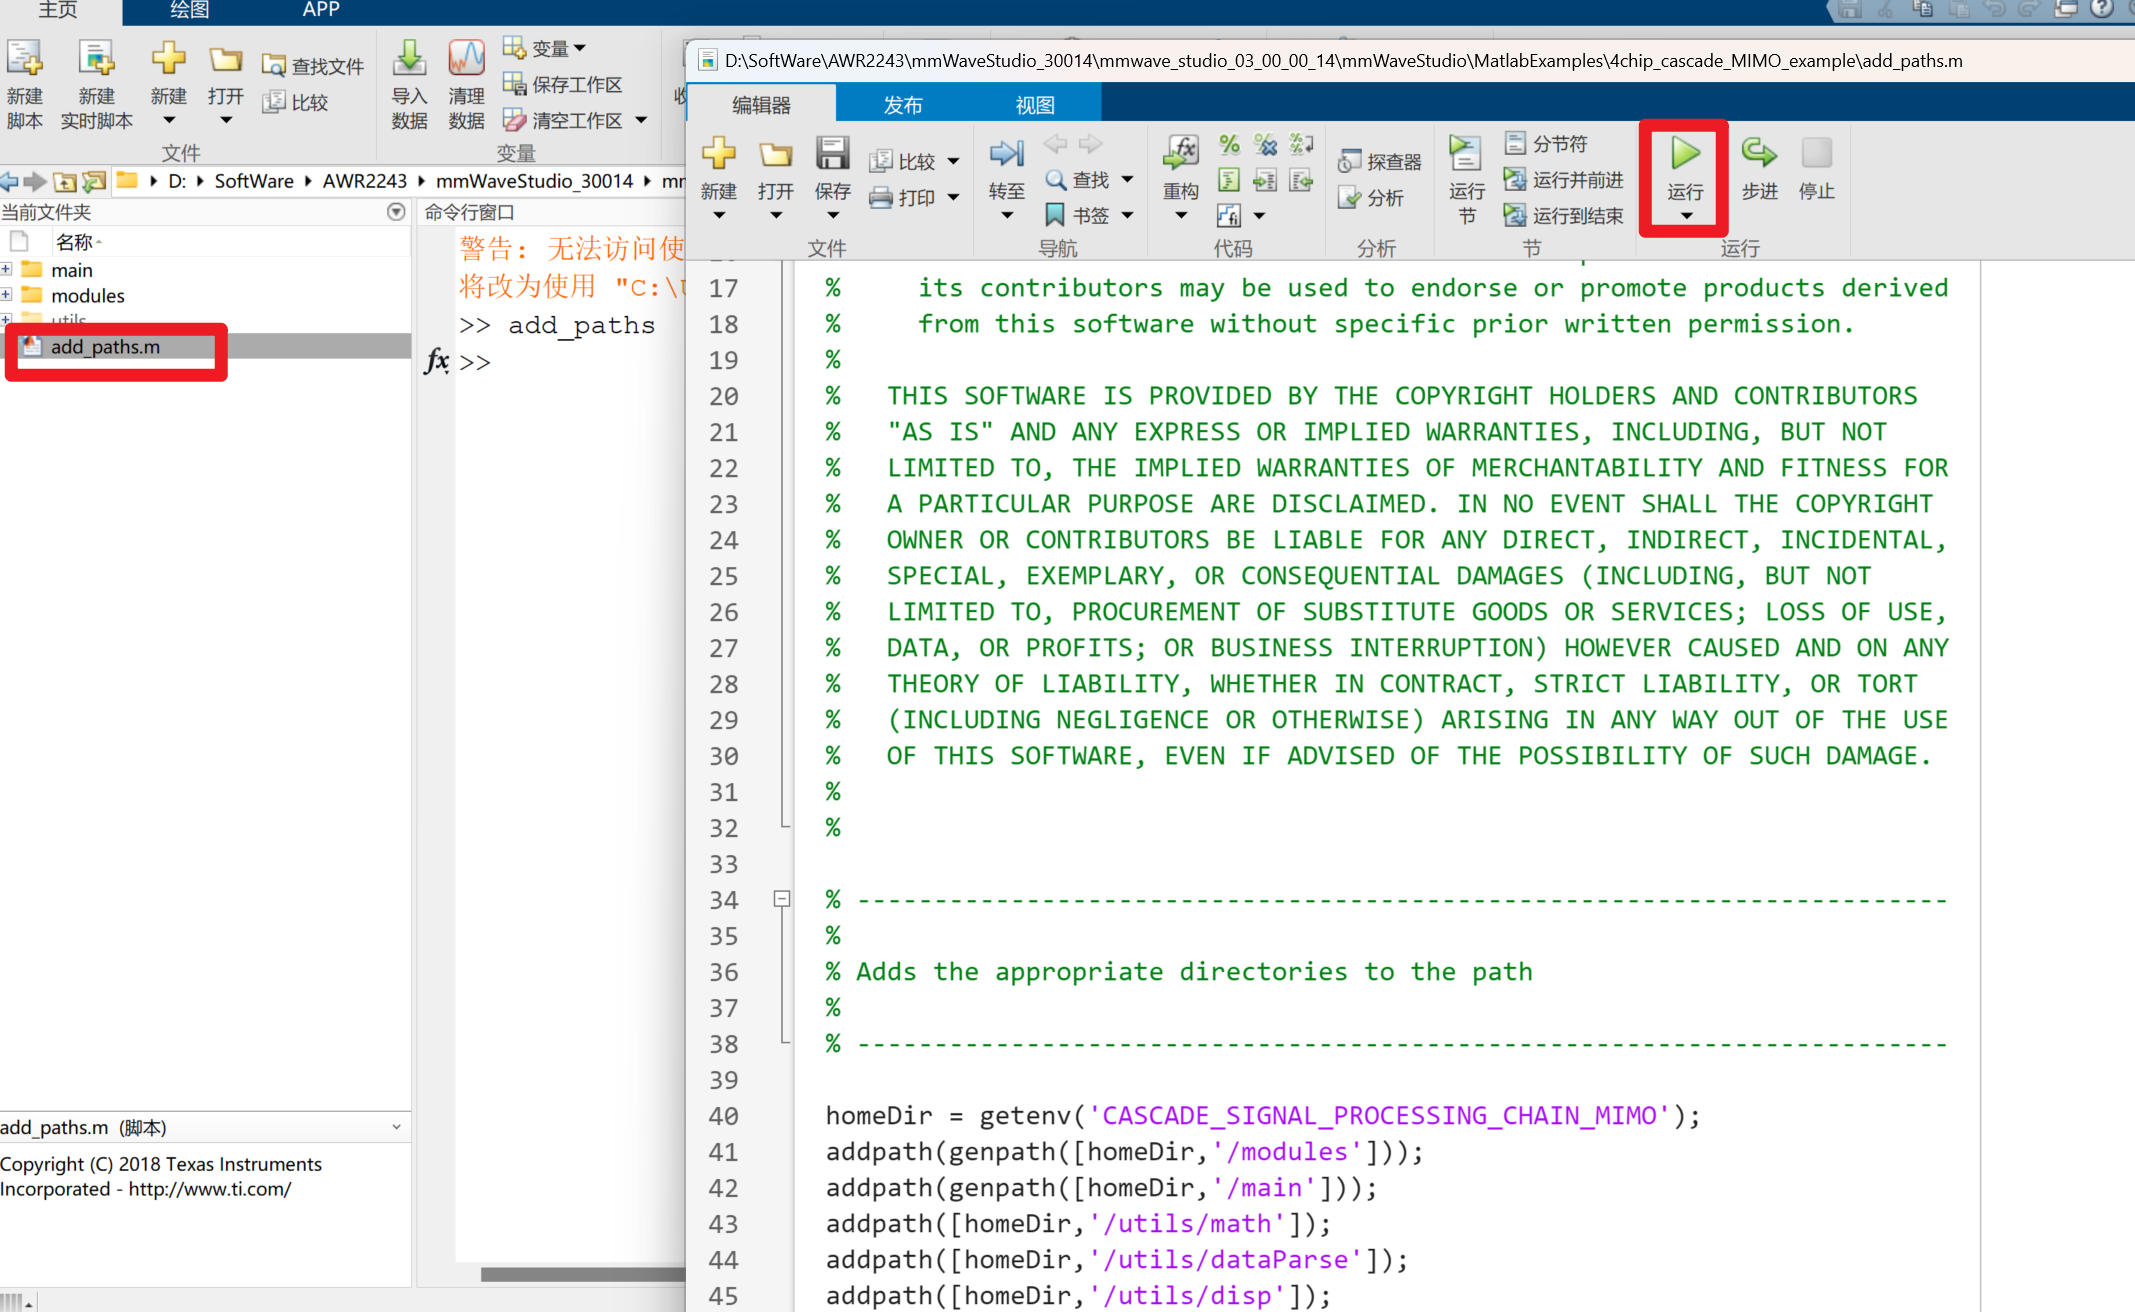 主页 绘图 APP
新建 脚本
新建 实时脚本
新建
打开
查找文件
比较
文件
导入 数据
清理 数据
变量
保存工作区
清空工作区
变量
D: SoftWare AWR2243 mmWaveStudio_30014
当前文件夹
名称
main
modules
utils
add_paths.m
add_paths.m (脚本)
Copyright (C) 2018 Texas Instruments
Incorporated - http://www.ti.com/
命令行窗口
警告: 无法访问使
将改为使用 "C:\
>> add_paths
fx >>
D:\SoftWare\AWR2243\mmWaveStudio_30014\mmwave_studio_03_00_00_14\mmWaveStudio\MatlabExamples\4chip_cascade_MIMO_example\add_paths.m
编辑器 发布 视图
新建
打开
保存
比较
打印
文件
转至
查找
书签
导航
重构
代码
探查器
分析
分析
运行 节
分节符
运行并前进
运行到结束
节
运行
步进
停止
运行
17 % its contributors may be used to endorse or promote products derived
18 % from this software without specific prior written permission.
19 %
20 % THIS SOFTWARE IS PROVIDED BY THE COPYRIGHT HOLDERS AND CONTRIBUTORS
21 % "AS IS" AND ANY EXPRESS OR IMPLIED WARRANTIES, INCLUDING, BUT NOT
22 % LIMITED TO, THE IMPLIED WARRANTIES OF MERCHANTABILITY AND FITNESS FOR
23 % A PARTICULAR PURPOSE ARE DISCLAIMED. IN NO EVENT SHALL THE COPYRIGHT
24 % OWNER OR CONTRIBUTORS BE LIABLE FOR ANY DIRECT, INDIRECT, INCIDENTAL,
25 % SPECIAL, EXEMPLARY, OR CONSEQUENTIAL DAMAGES (INCLUDING, BUT NOT
26 % LIMITED TO, PROCUREMENT OF SUBSTITUTE GOODS OR SERVICES; LOSS OF USE,
27 % DATA, OR PROFITS; OR BUSINESS INTERRUPTION) HOWEVER CAUSED AND ON ANY
28 % THEORY OF LIABILITY, WHETHER IN CONTRACT, STRICT LIABILITY, OR TORT
29 % (INCLUDING NEGLIGENCE OR OTHERWISE) ARISING IN ANY WAY OUT OF THE USE
30 % OF THIS SOFTWARE, EVEN IF ADVISED OF THE POSSIBILITY OF SUCH DAMAGE.
31 %
32 %
33
34 % -----------------------------------------------------------------------
35 %
36 % Adds the appropriate directories to the path
37 %
38 % -----------------------------------------------------------------------
39
40 homeDir = getenv('CASCADE_SIGNAL_PROCESSING_CHAIN_MIMO');
41 addpath(genpath([homeDir,'/modules']));
42 addpath(genpath([homeDir,'/main']));
43 addpath([homeDir,'/utils/math']);
44 addpath([homeDir,'/utils/dataParse']);
45 addpath([homeDir,'/utils/disp']);